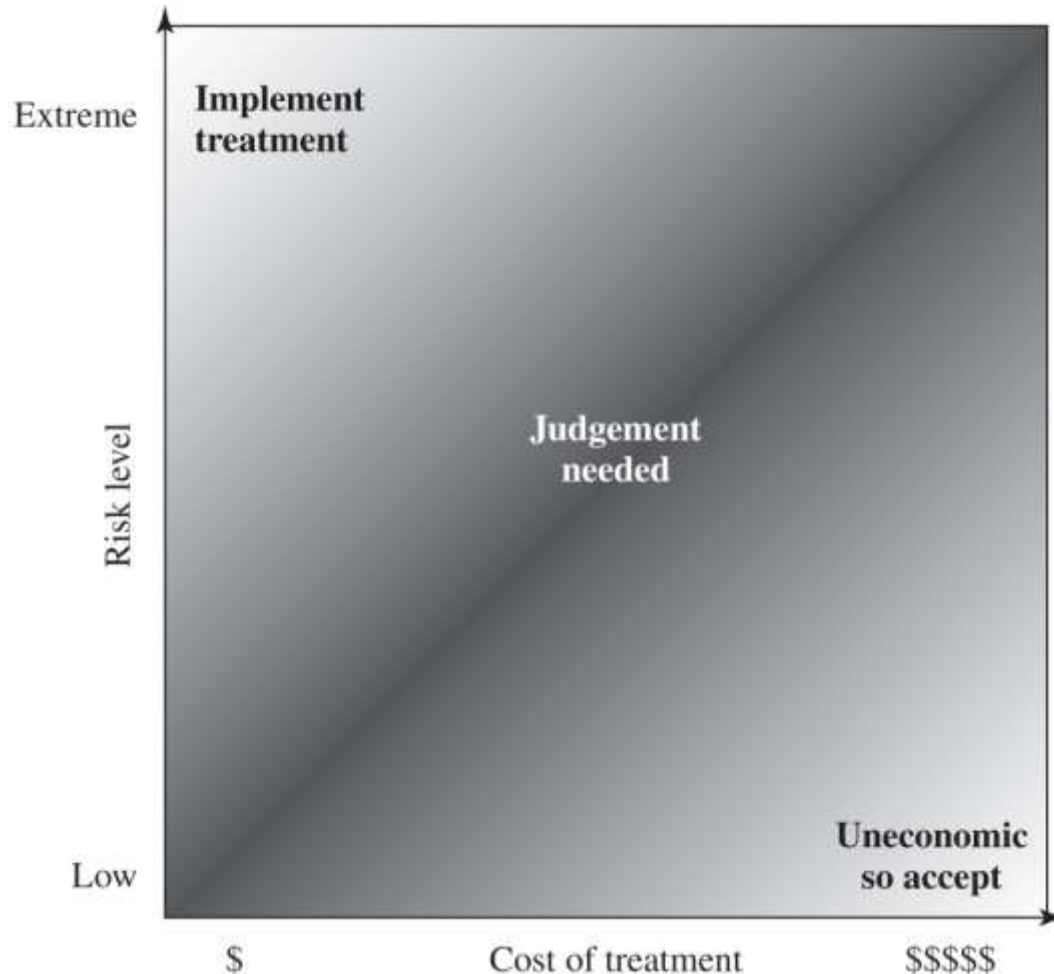 Extreme
Implement
treatment
Risk level
Judgement
needed
Low
Uneconomic
so accept
$
Cost of treatment
$$$$$